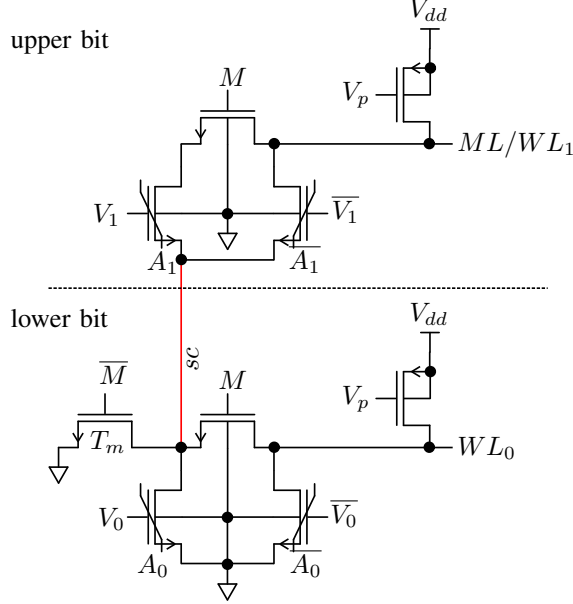 V_{dd}
upper bit
M
V_p
ML/WL_1
V_1
\overline{V_1}
A_1
\overline{A_1}
lower bit
V_{dd}
sc
\overline{M}
M
V_p
T_m
WL_0
V_0
\overline{V_0}
A_0
\overline{A_0}